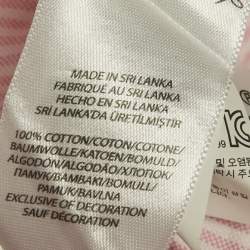 MADE IN SRI LANKA
FABRIQUÉ AU SRI LANKA
HECHO EN SRI LANKA
SRİ LANKA'DA ÜRETİLMİŞTİR
100% COTTON/COTON/COTONE/
BAUMWOLLE/KATOEN/BOMULD/
ALGODÓN/ALGODÃO/ХЛОПОК/
ПАМУК/BAMBAKI/BOMULL/
PAMUK/BAVLNA
EXCLUSIVE OF DECORATION
SAUF DÉCORATION